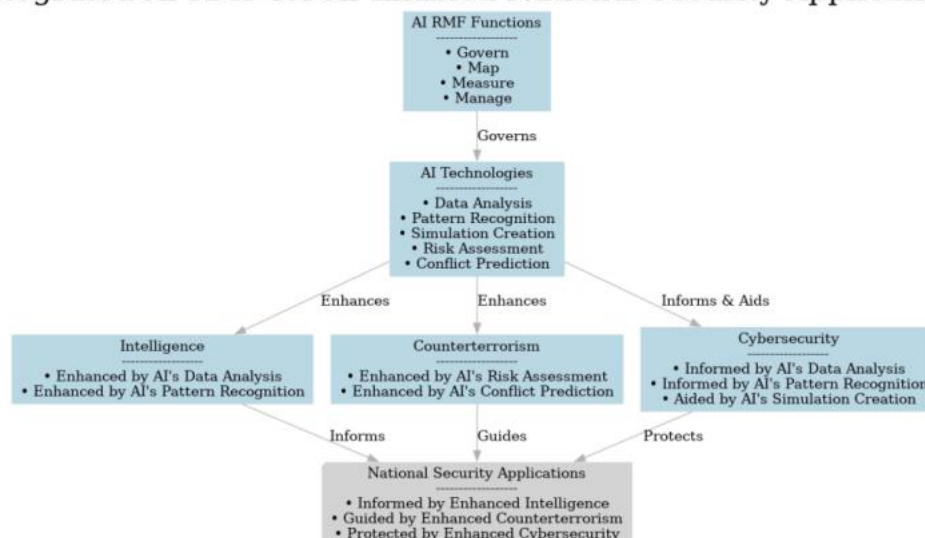 AI RMF Functions
------------------
• Govern
• Map
• Measure
• Manage
Governs
AI Technologies
------------------
• Data Analysis
• Pattern Recognition
• Simulation Creation
• Risk Assessment
• Conflict Prediction
Enhances
Enhances
Informs & Aids
Intelligence
------------------
• Enhanced by AI's Data Analysis
• Enhanced by AI's Pattern Recognition
Counterterrorism
------------------
• Enhanced by AI's Risk Assessment
• Enhanced by AI's Conflict Prediction
Cybersecurity
------------------
• Informed by AI's Data Analysis
• Informed by AI's Pattern Recognition
• Aided by AI's Simulation Creation
Informs
Guides
Protects
National Security Applications
------------------
• Informed by Enhanced Intelligence
• Guided by Enhanced Counterterrorism
• Protected by Enhanced Cybersecurity